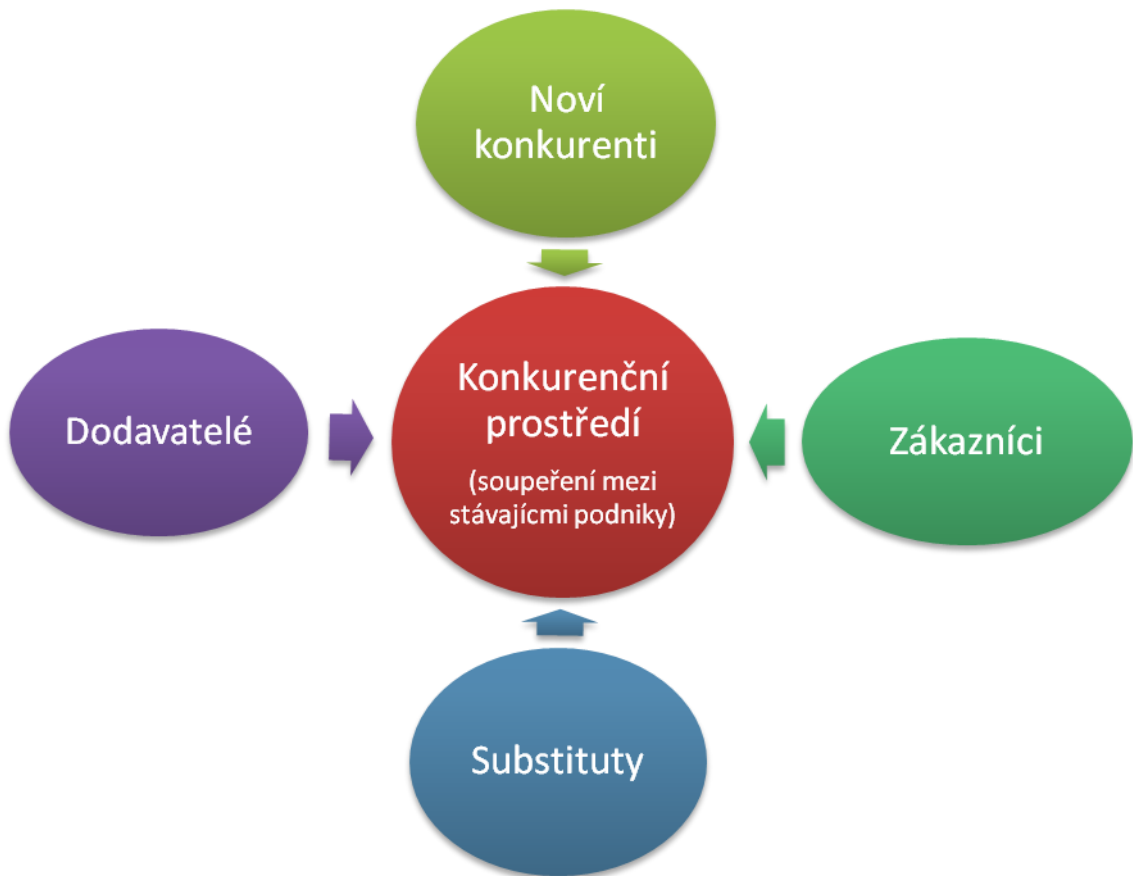 Noví
konkurenti
Dodavatelé
Konkurenční
prostředí
(soupeření mezi
stávajícmi podniky)
Zákazníci
Substituty